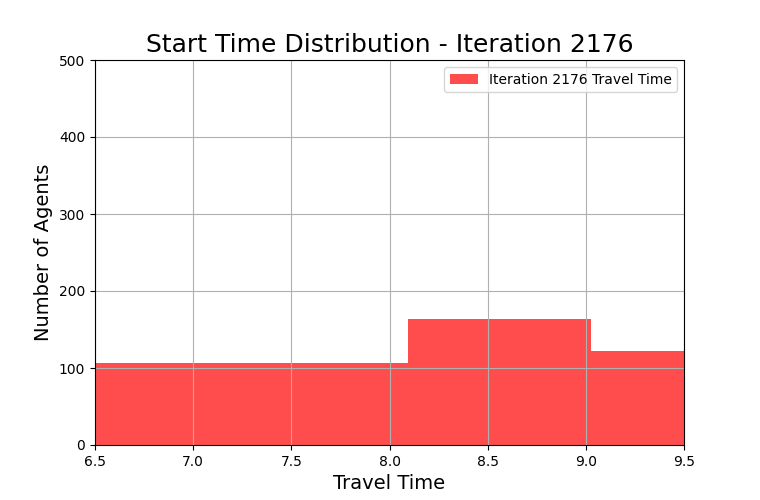 Start Time Distribution - Iteration 2176
500
Iteration 2176 Travel Time
400
300
200
100
0
Number of Agents
6.5 7.0 7.5 8.0 8.5 9.0 9.5
Travel Time